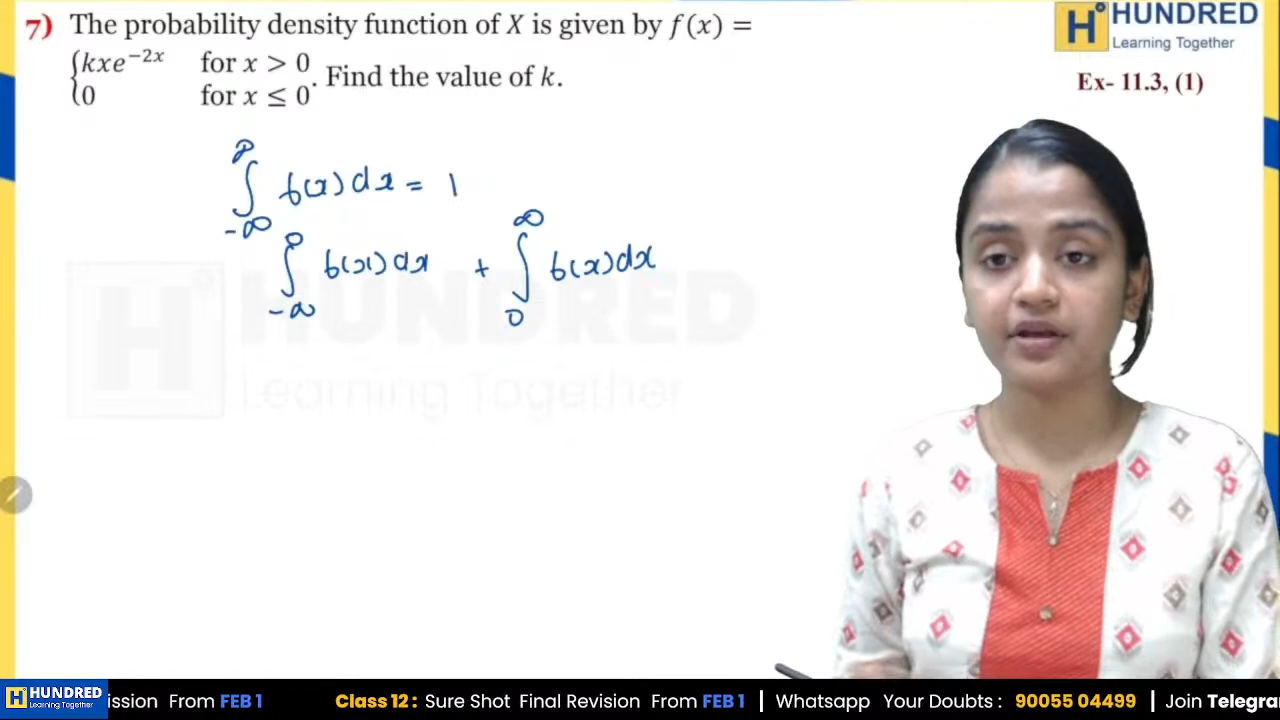 7) The probability density function of X is given by f(x) =
{kxe⁻²ˣ for x > 0
{0 for x ≤ 0. Find the value of k.
H° HUNDRED
Learning Together
Ex- 11.3, (1)
∫_{-∞}^{∞} f(x) dx = 1
∫_{-∞}^{0} f(x) dx + ∫_{0}^{∞} f(x) dx
HUNDRED
Learning Together
H HUNDRED Learning Together ission From FEB 1 Class 12 : Sure Shot Final Revision From FEB 1 | Whatsapp Your Doubts : 90055 04499 | Join Telegra